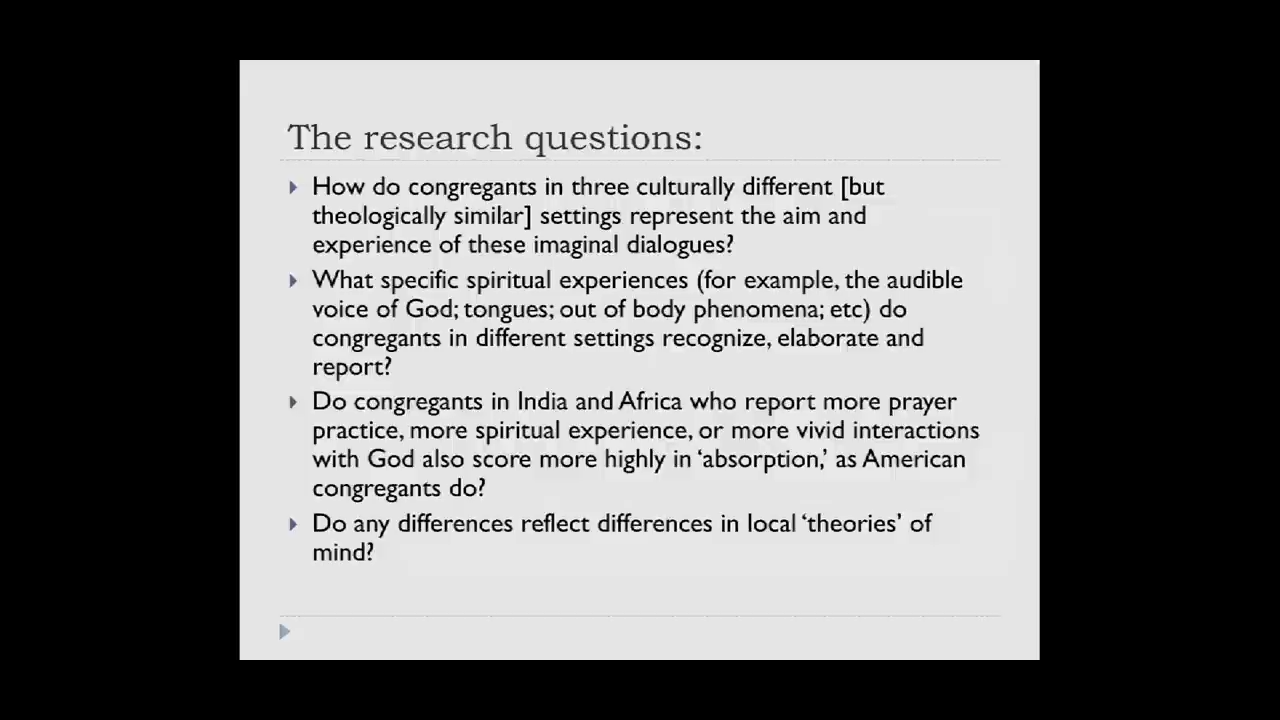 The research questions:
How do congregants in three culturally different [but
theologically similar] settings represent the aim and
experience of these imaginal dialogues?
What specific spiritual experiences (for example, the audible
voice of God; tongues; out of body phenomena; etc) do
congregants in different settings recognize, elaborate and
report?
Do congregants in India and Africa who report more prayer
practice, more spiritual experience, or more vivid interactions
with God also score more highly in ‘absorption,’ as American
congregants do?
Do any differences reflect differences in local ‘theories’ of
mind?